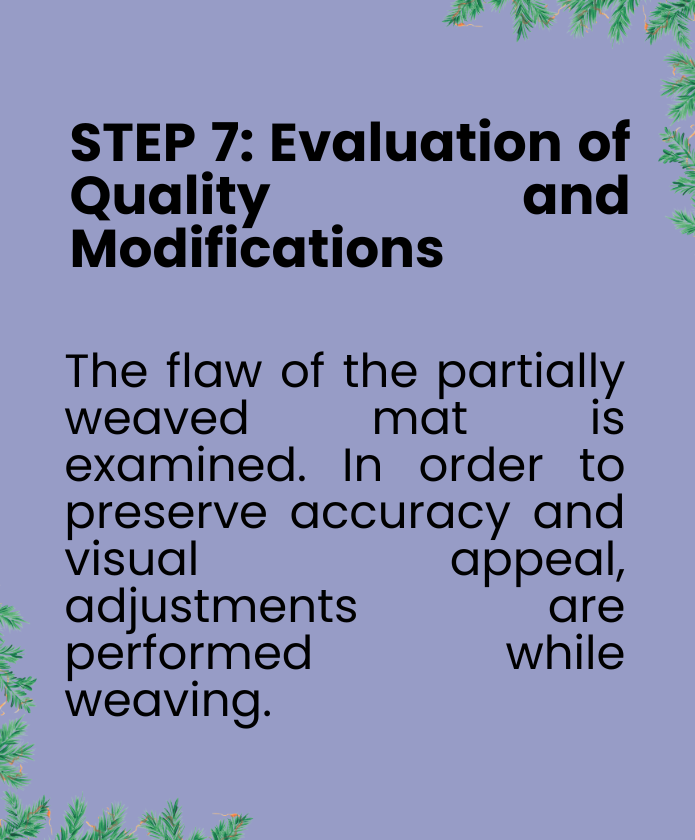 STEP 7: Evaluation of
Quality and
Modifications
The flaw of the partially
weaved mat is
examined. In order to
preserve accuracy and
visual appeal,
adjustments are
performed while
weaving.